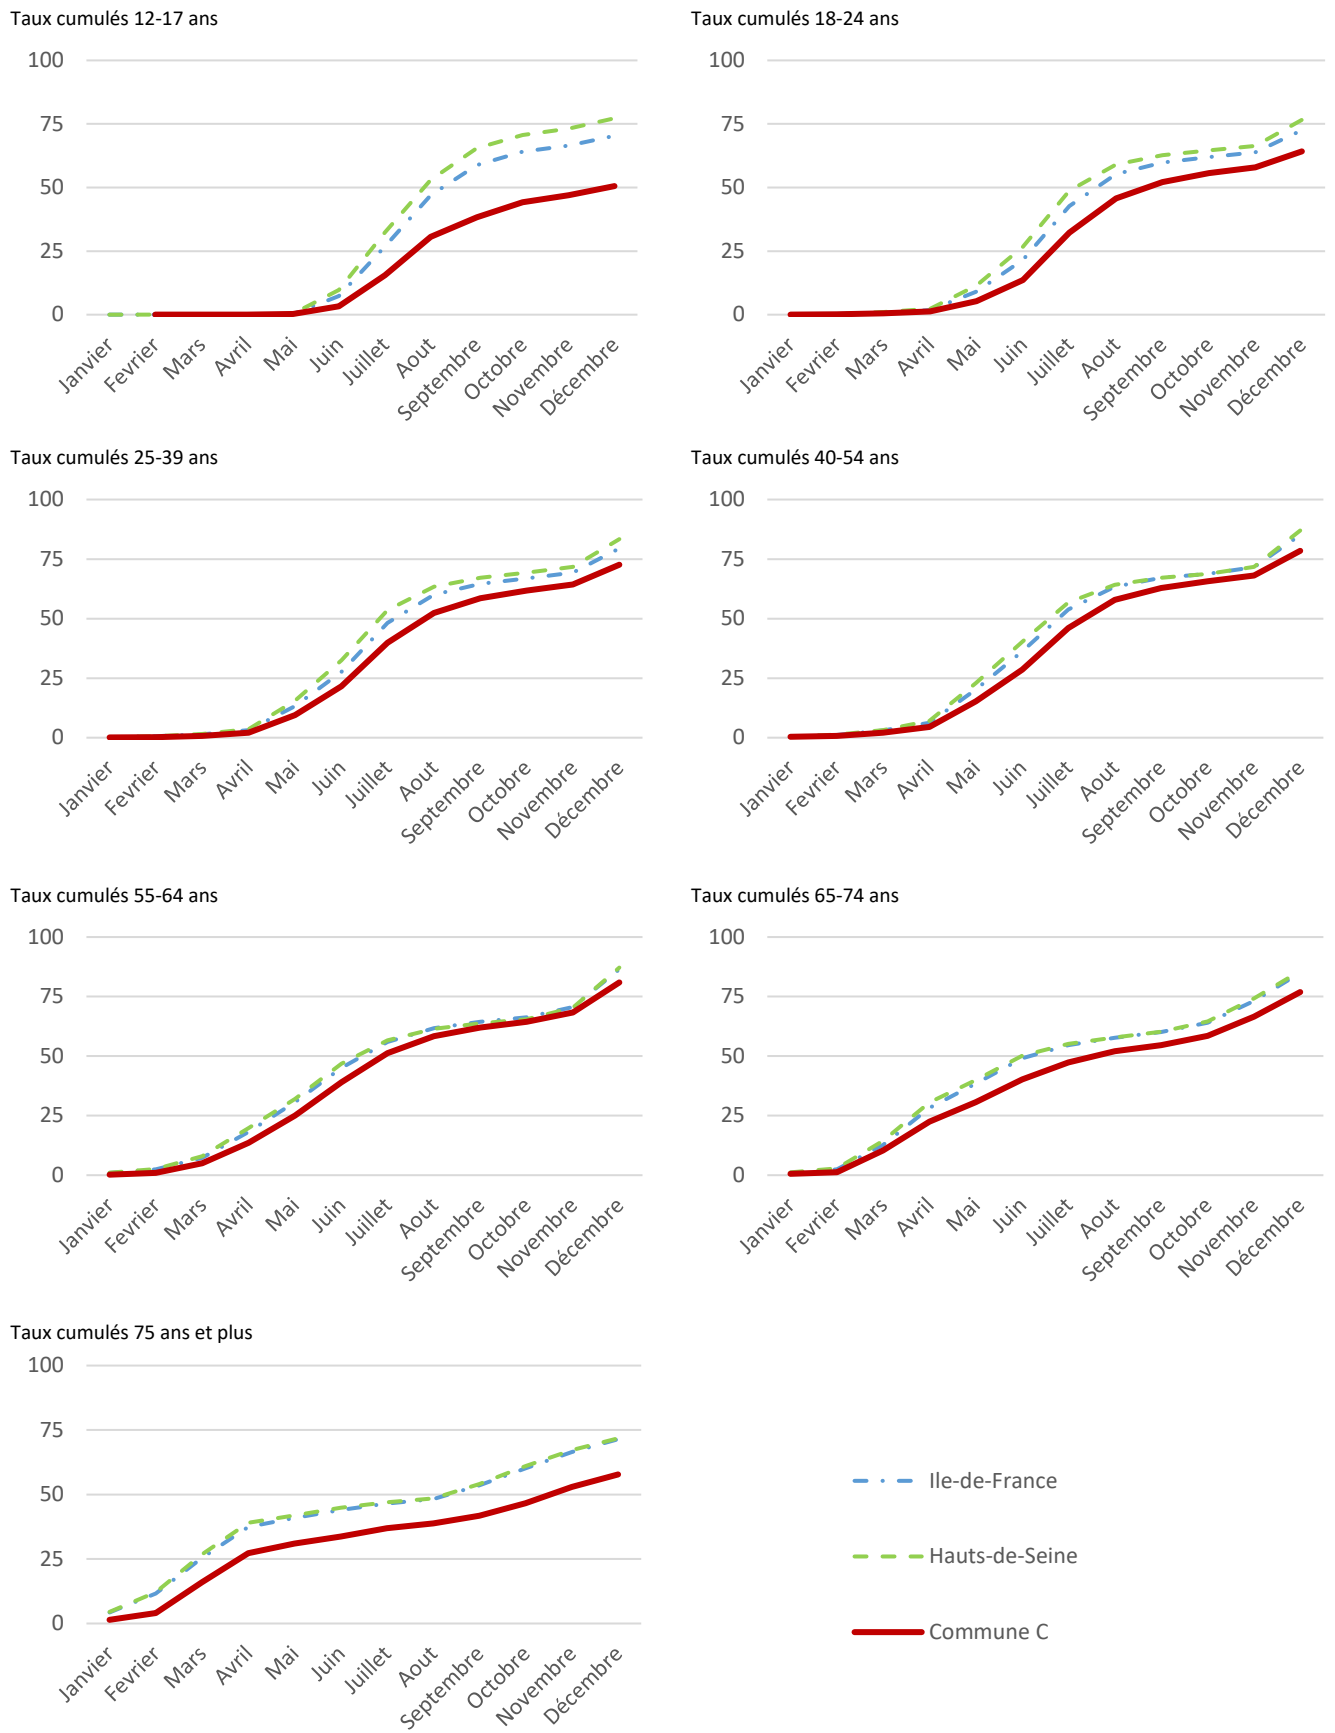 Taux cumulés 12-17 ans
100
75
50
25
0
Janvier
Fevrier
Mars
Avril
Mai
Juin
Juillet
Aout
Septembre
Octobre
Novembre
Décembre
Taux cumulés 18-24 ans
100
75
50
25
0
Janvier
Fevrier
Mars
Avril
Mai
Juin
Juillet
Aout
Septembre
Octobre
Novembre
Décembre
Taux cumulés 25-39 ans
100
75
50
25
0
Janvier
Fevrier
Mars
Avril
Mai
Juin
Juillet
Aout
Septembre
Octobre
Novembre
Décembre
Taux cumulés 40-54 ans
100
75
50
25
0
Janvier
Fevrier
Mars
Avril
Mai
Juin
Juillet
Aout
Septembre
Octobre
Novembre
Décembre
Taux cumulés 55-64 ans
100
75
50
25
0
Janvier
Fevrier
Mars
Avril
Mai
Juin
Juillet
Aout
Septembre
Octobre
Novembre
Décembre
Taux cumulés 65-74 ans
100
75
50
25
0
Janvier
Fevrier
Mars
Avril
Mai
Juin
Juillet
Aout
Septembre
Octobre
Novembre
Décembre
Taux cumulés 75 ans et plus
100
75
50
25
0
Janvier
Fevrier
Mars
Avril
Mai
Juin
Juillet
Aout
Septembre
Octobre
Novembre
Décembre
Ile-de-France
Hauts-de-Seine
Commune C